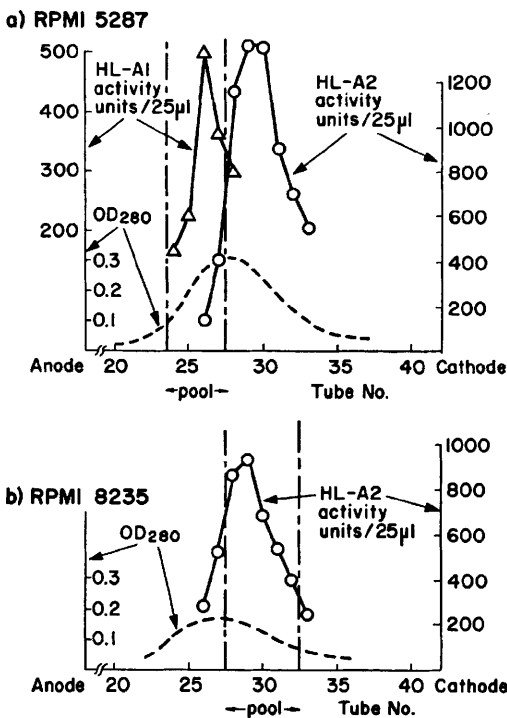 a) RPMI 5287
500
400
300
200
HL-A1
activity
units/25μl
HL-A2
activity
units/25μl
1200
1000
800
600
400
200
OD280
0.3
0.2
0.1
Anode
20
25
30
35
40
Cathode
←pool→
Tube No.
b) RPMI 8235
OD280
0.3
0.2
0.1
HL-A2
activity
units/25μl
1000
800
600
400
200
Anode
20
25
30
35
40
Cathode
←pool→
Tube No.